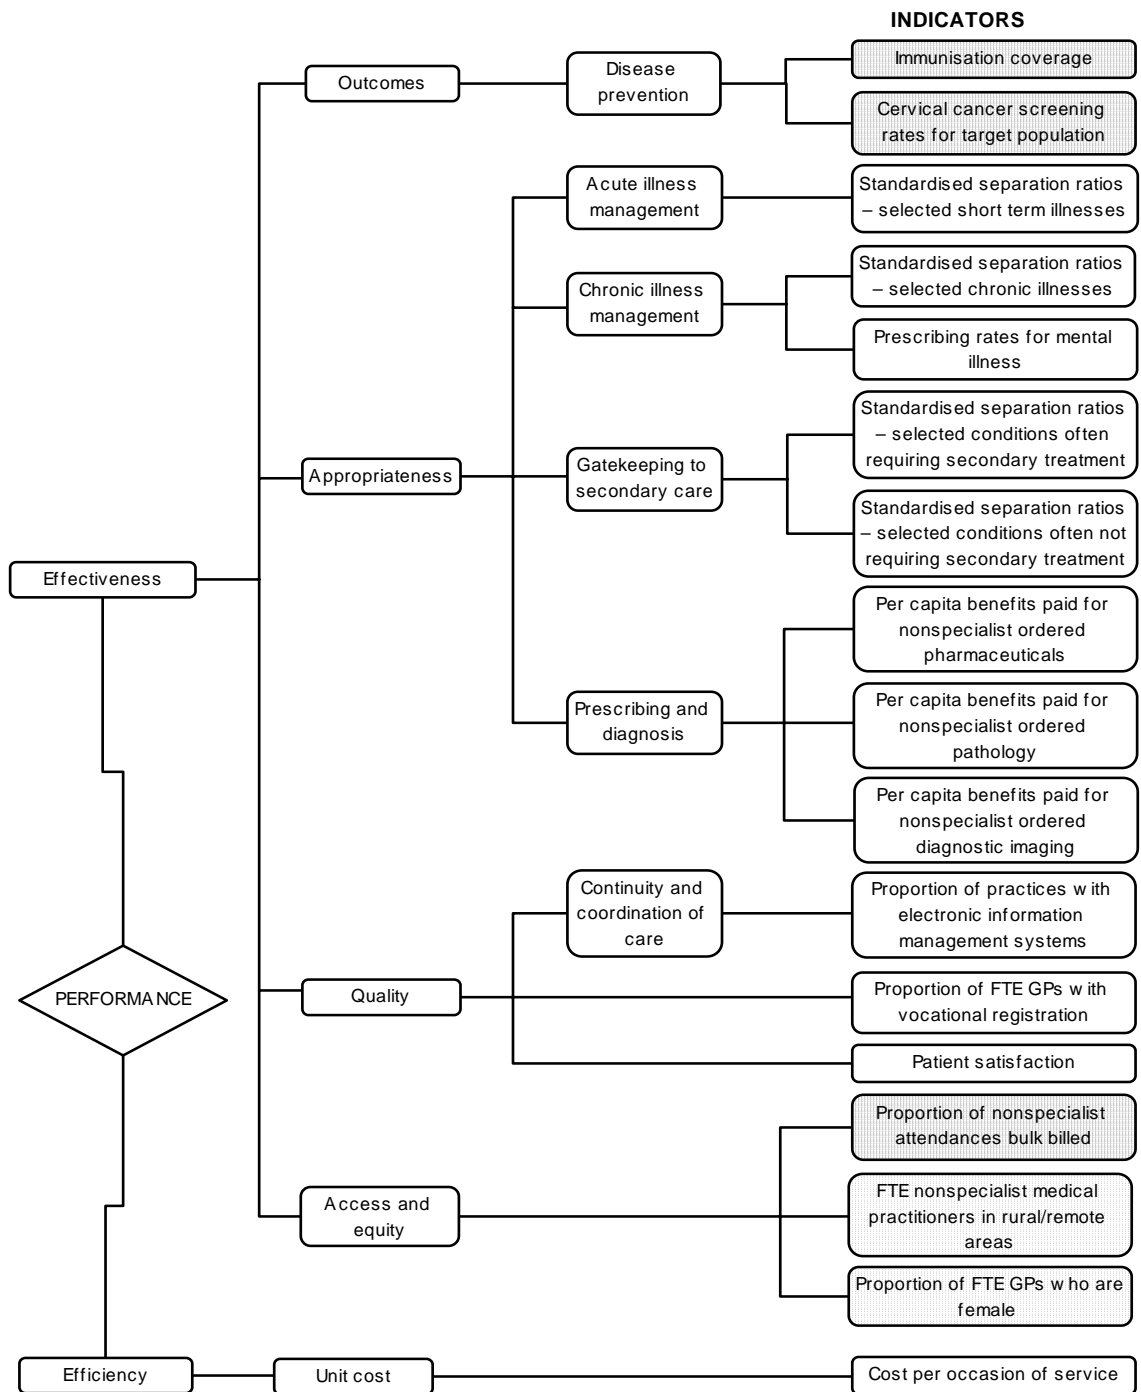 INDICATORS
Immunisation coverage
Outcomes
Disease
prevention
Cervical cancer screening
rates for target population
Acute illness
management
Standardised separation ratios
– selected short term illnesses
Chronic illness
management
Standardised separation ratios
– selected chronic illnesses
Prescribing rates for mental
illness
Appropriateness
Gatekeeping to
secondary care
Standardised separation ratios
– selected conditions often
requiring secondary treatment
Standardised separation ratios
– selected conditions often not
requiring secondary treatment
Effectiveness
Per capita benefits paid for
nonspecialist ordered
pharmaceuticals
Prescribing and
diagnosis
Per capita benefits paid for
nonspecialist ordered
pathology
Per capita benefits paid for
nonspecialist ordered
diagnostic imaging
Continuity and
coordination of
care
Proportion of practices with
electronic information
management systems
PERFORMANCE
Quality
Proportion of FTE GPs with
vocational registration
Patient satisfaction
Proportion of nonspecialist
attendances bulk billed
Access and
equity
FTE nonspecialist medical
practitioners in rural/remote
areas
Proportion of FTE GPs who are
female
Efficiency
Unit cost
Cost per occasion of service